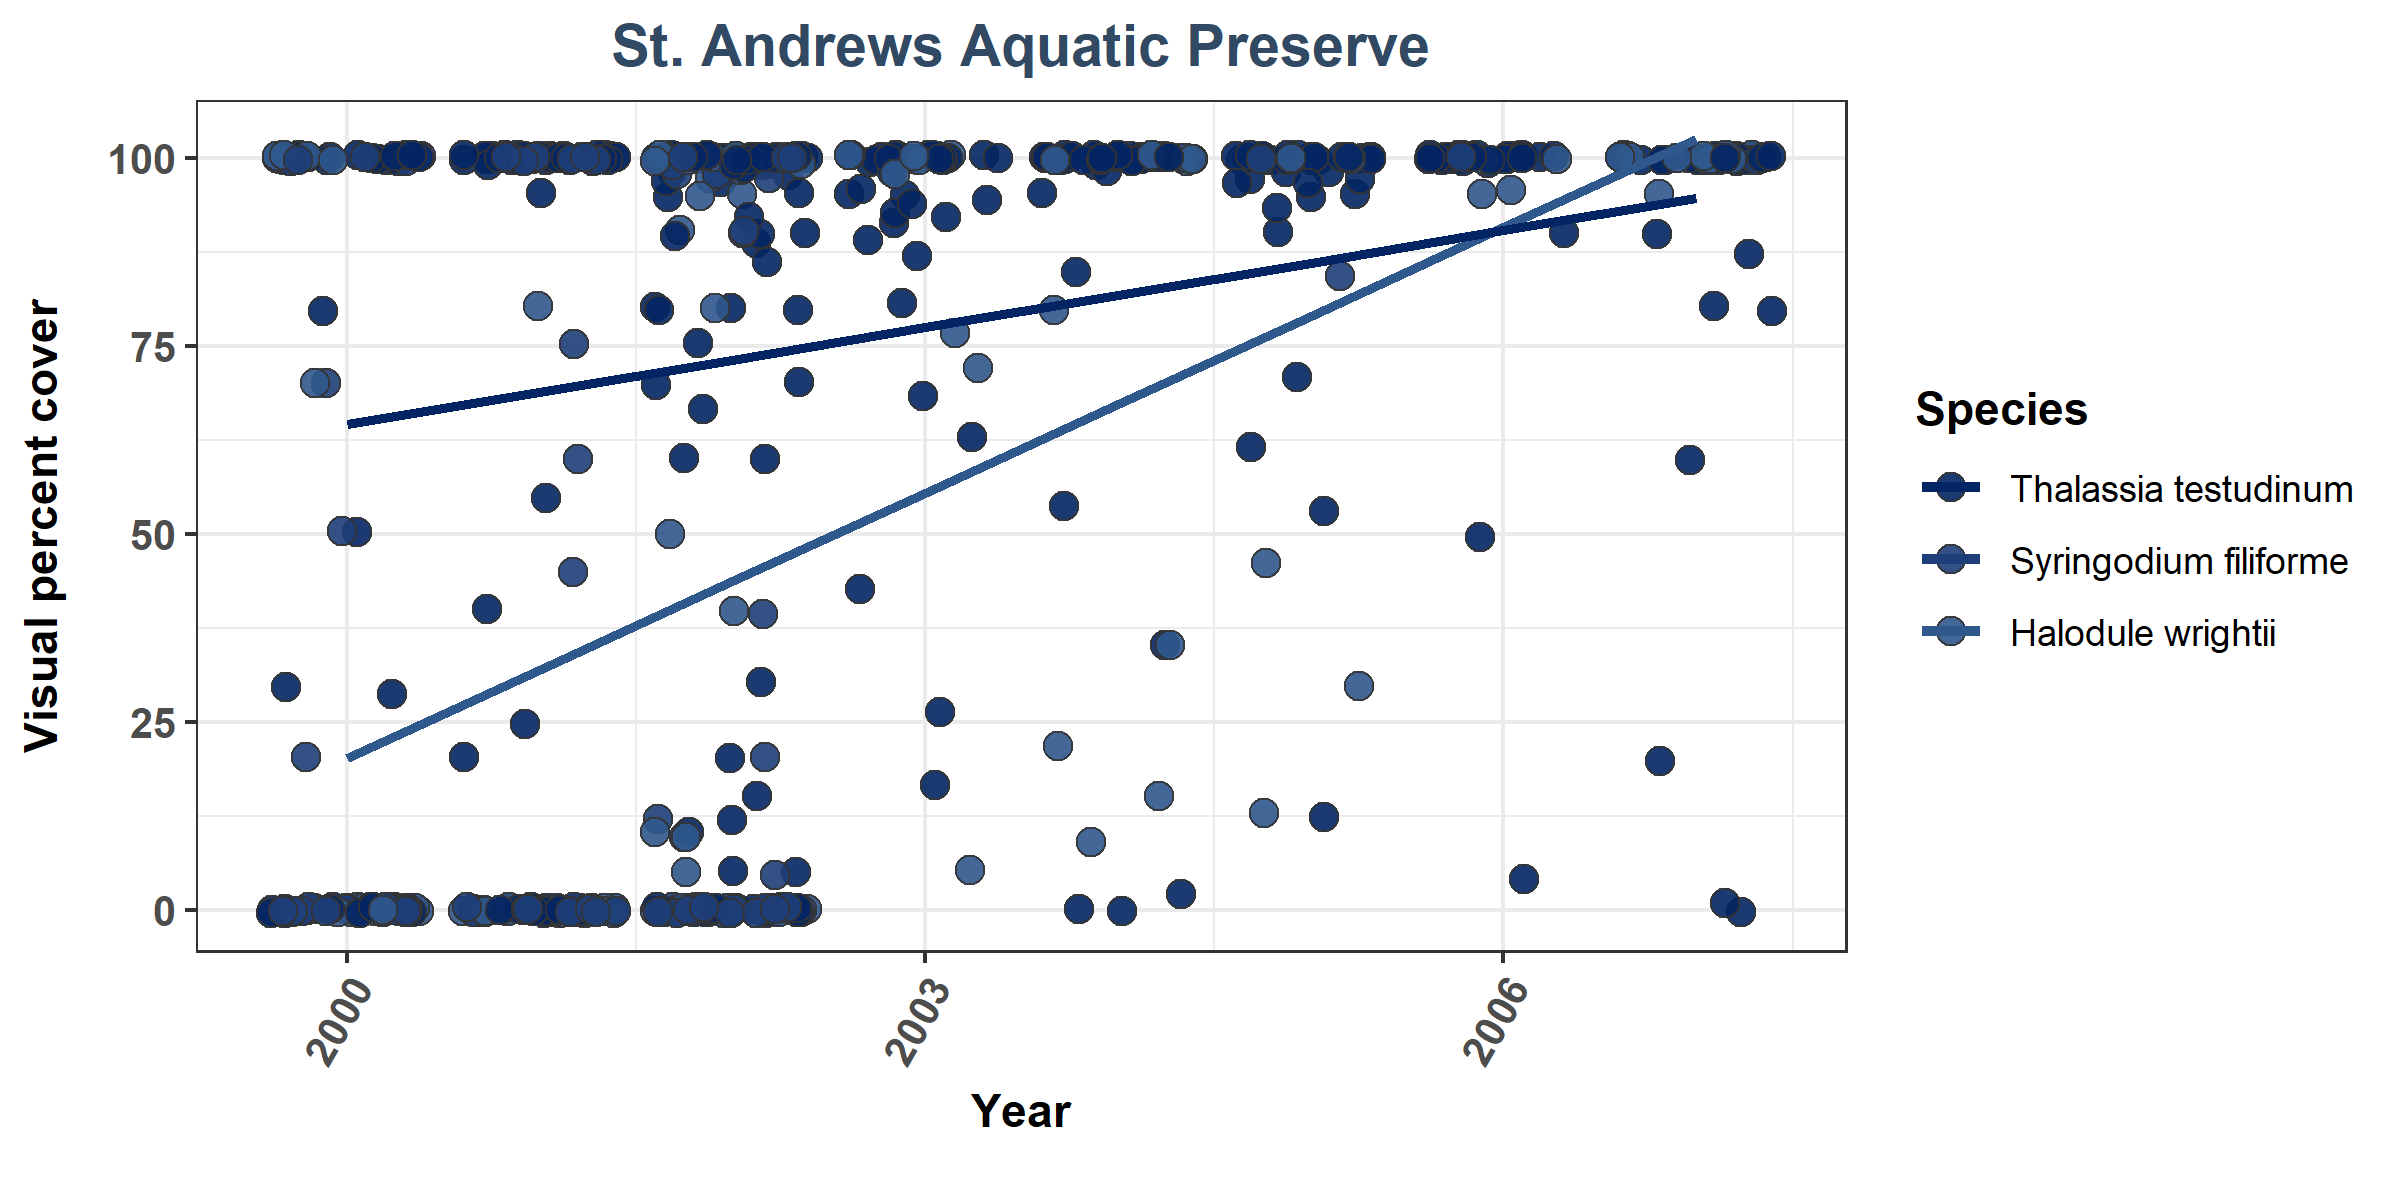 St. Andrews Aquatic Preserve
Visual percent cover
100
75
50
25
0
2000
2003
2006
Year
Species
Thalassia testudinum
Syringodium filiforme
Halodule wrightii